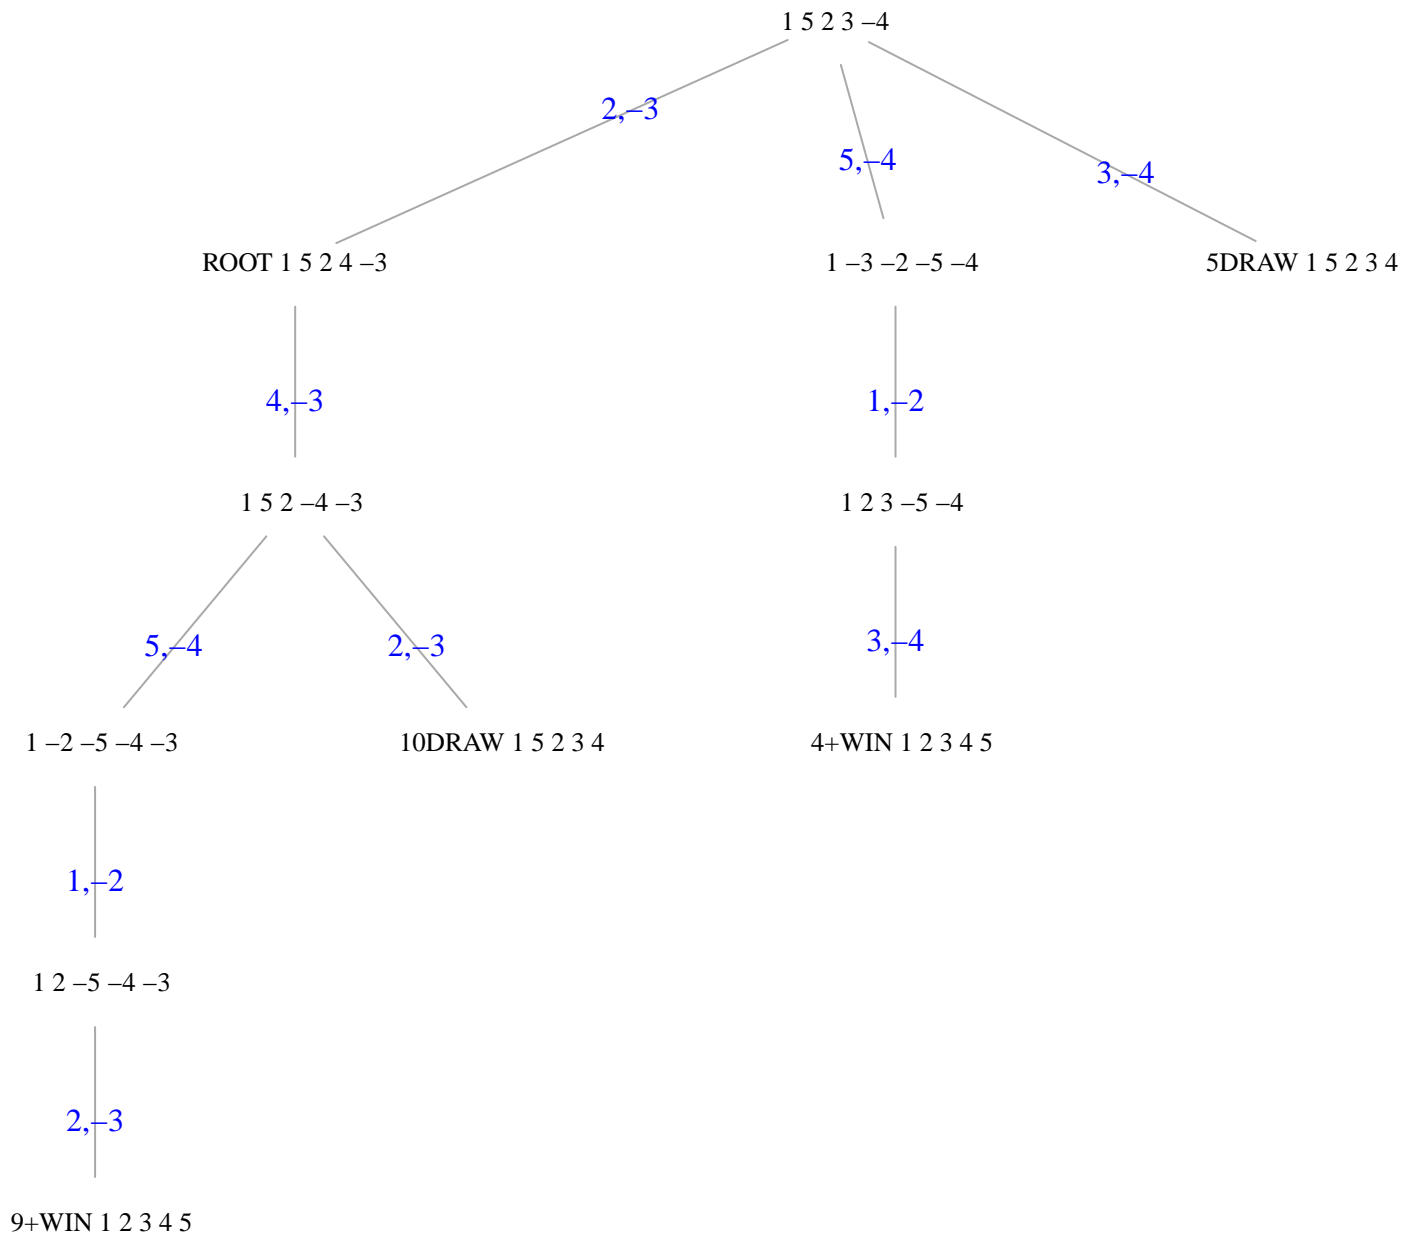 1 5 2 3 –4
2,–3
5,–4
3,–4
ROOT 1 5 2 4 –3
1 –3 –2 –5 –4
5DRAW 1 5 2 3 4
4,–3
1,–2
1 5 2 –4 –3
1 2 3 –5 –4
5,–4
2,–3
3,–4
1 –2 –5 –4 –3
10DRAW 1 5 2 3 4
4+WIN 1 2 3 4 5
1,–2
1 2 –5 –4 –3
2,–3
9+WIN 1 2 3 4 5